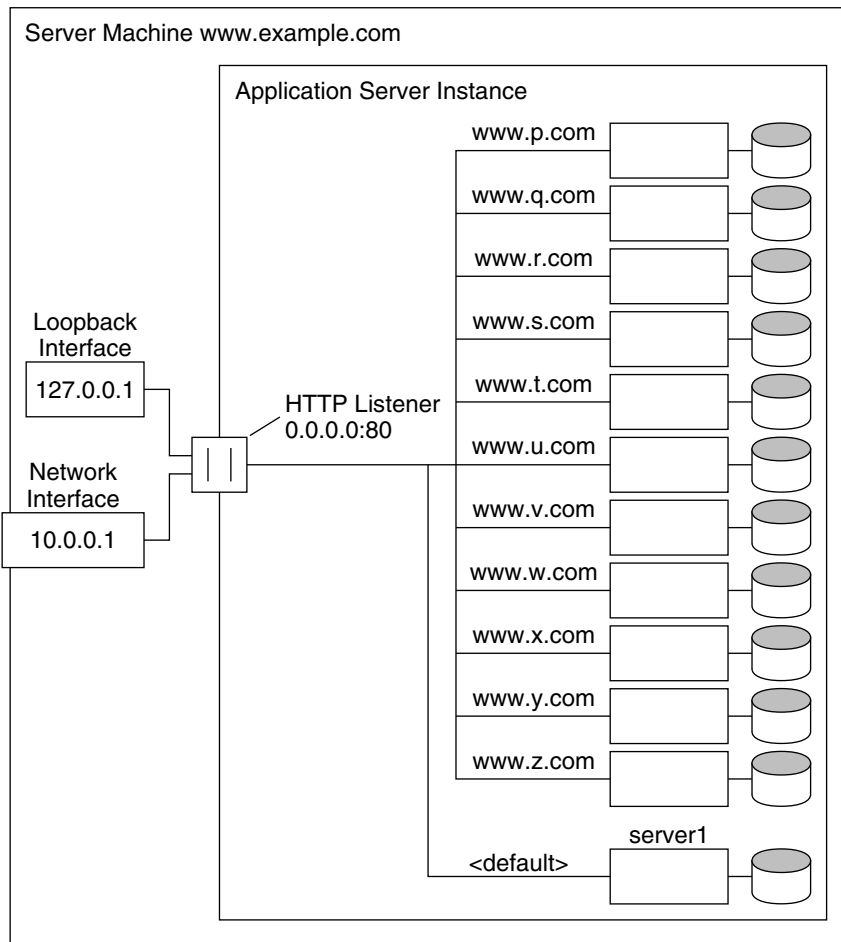 Server Machine www.example.com
Application Server Instance
www.p.com
www.q.com
www.r.com
www.s.com
www.t.com
www.u.com
www.v.com
www.w.com
www.x.com
www.y.com
www.z.com
<default>
server1
Loopback
Interface
127.0.0.1
HTTP Listener
0.0.0.0:80
Network
Interface
10.0.0.1